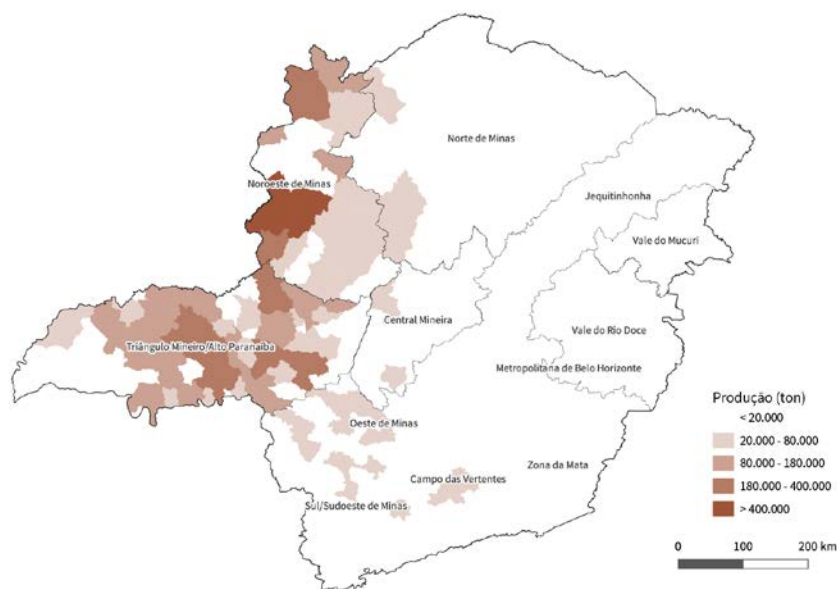 Norte de Minas
Noroeste de Minas
Jequitinhonha
Vale do Mucuri
Central Mineira
Vale do Rio Doce
Triângulo Mineiro/Alto Paranaíba
Metropolitana de Belo Horizonte
Oeste de Minas
Zona da Mata
Campo das Vertentes
Sul/Sudoeste de Minas
Produção (ton)
< 20.000
20.000 - 80.000
80.000 - 180.000
180.000 - 400.000
> 400.000
0 100 200 km